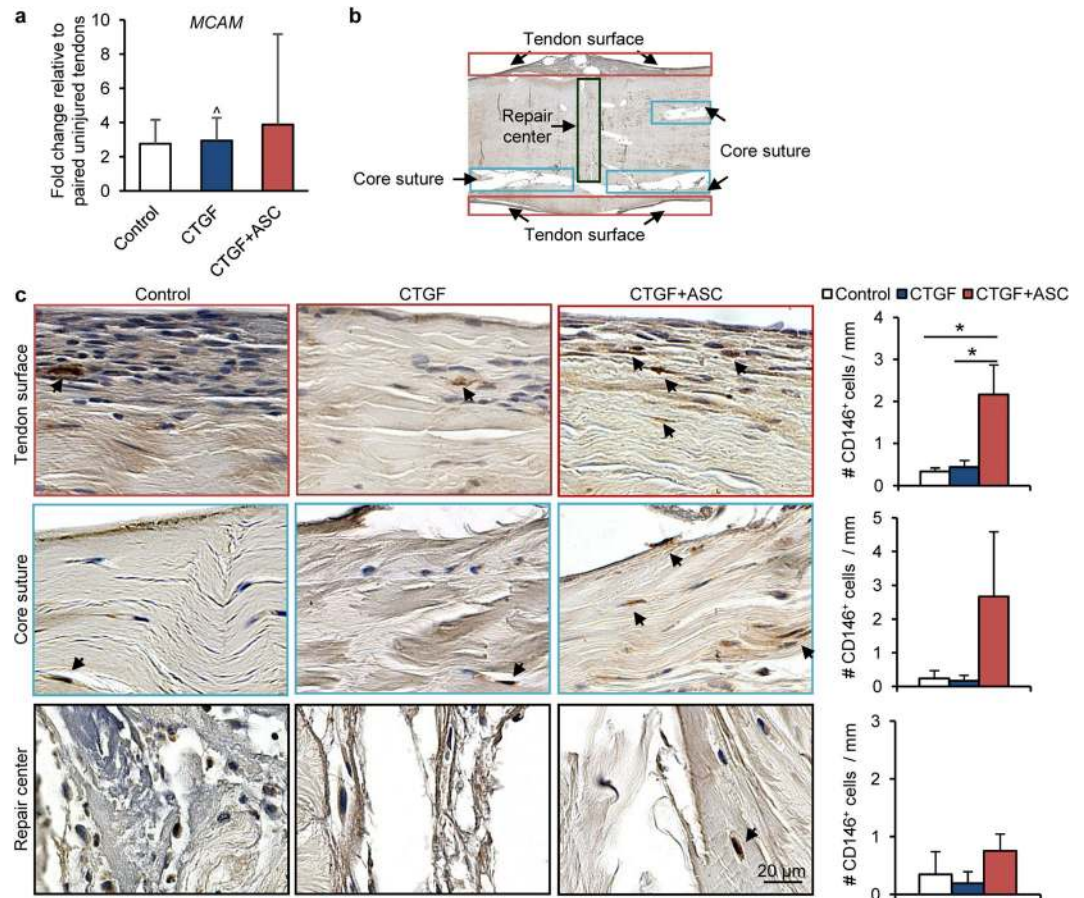 a
MCAM
Fold change relative to
paired uninjured tendons
10
8
6
4
2
0
^
Control
CTGF
CTGF+ASC
b
Tendon surface
Repair
center
Core suture
Core suture
Tendon surface
c
Control
CTGF
CTGF+ASC
Control CTGF CTGF+ASC
Tendon surface
# CD146+ cells / mm
4
3
2
1
0
*
*
Core suture
# CD146+ cells / mm
5
4
3
2
1
0
Repair center
20 µm
# CD146+ cells / mm
3
2
1
0